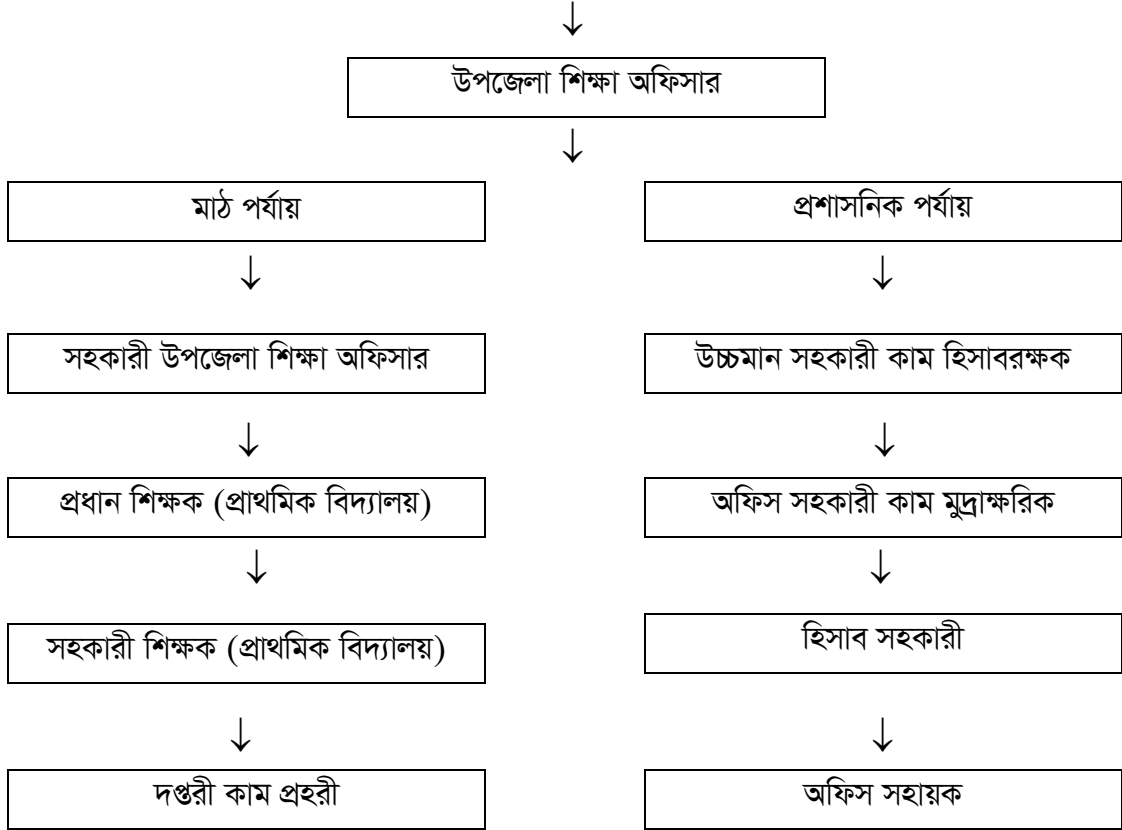 উপজেলা শিক্ষা অফিসার
মাঠ পর্যায়
প্রশাসনিক পর্যায়
সহকারী উপজেলা শিক্ষা অফিসার
উচ্চমান সহকারী কাম হিসাবরক্ষক
প্রধান শিক্ষক (প্রাথমিক বিদ্যালয়)
অফিস সহকারী কাম মুদ্রাক্ষরিক
সহকারী শিক্ষক (প্রাথমিক বিদ্যালয়)
হিসাব সহকারী
দপ্তরী কাম প্রহরী
অফিস সহায়ক